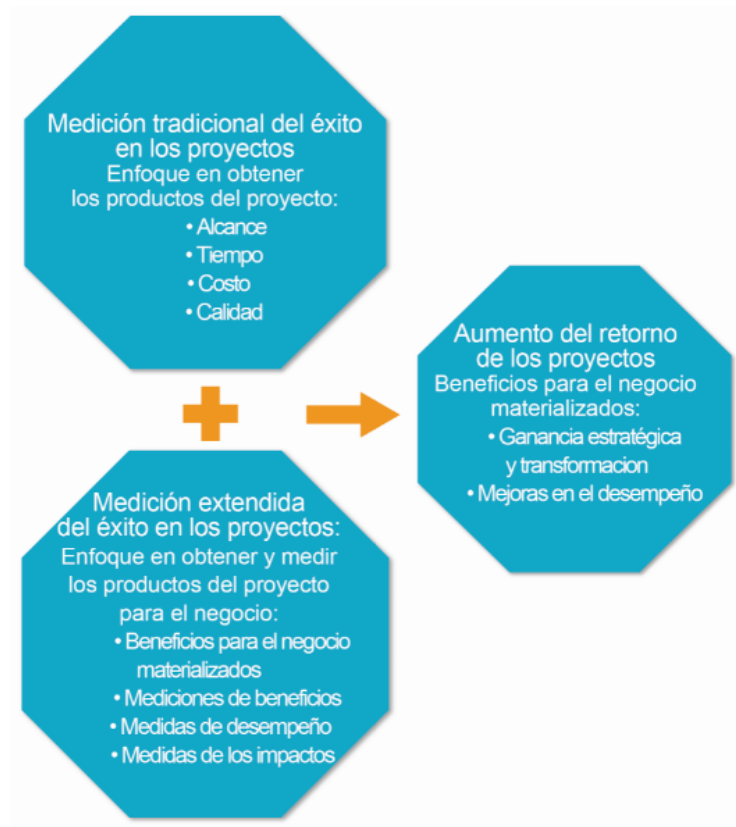 Medición tradicional del éxito
en los proyectos
Enfoque en obtener
los productos del proyecto:
• Alcance
• Tiempo
• Costo
• Calidad
Medición extendida
del éxito en los proyectos:
Enfoque en obtener y medir
los productos del proyecto
para el negocio:
• Beneficios para el negocio
materializados
• Mediciones de beneficios
• Medidas de desempeño
• Medidas de los impactos
Aumento del retorno
de los proyectos
Beneficios para el negocio
materializados:
• Ganancia estratégica
y transformacion
• Mejoras en el desempeño